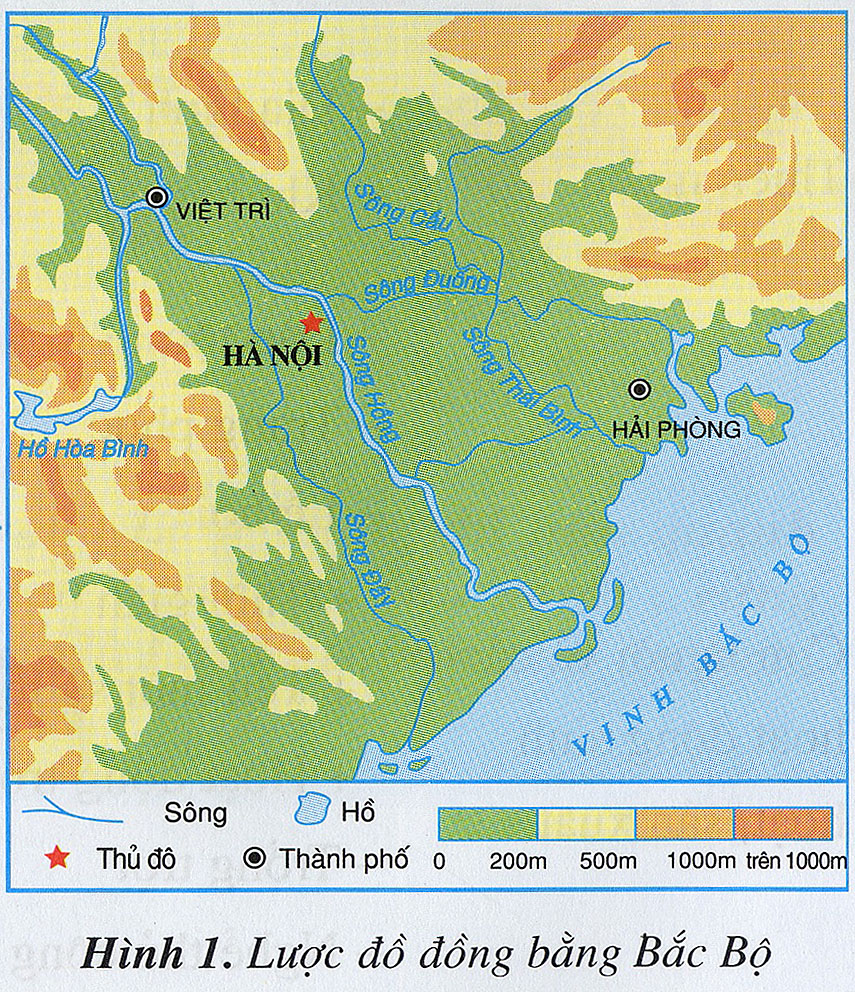 Sông Cầu
VIỆT TRÌ
Sông Đuống
HÀ NỘI
Sông Hồng
Sông Thái Bình
HẢI PHÒNG
Hồ Hòa Bình
Sông Đáy
VỊNH BẮC BỘ
Sông
Hồ
Thủ đô
Thành phố
0 200m 500m 1000m trên 1000m
Hình 1. Lược đồ đồng bằng Bắc Bộ